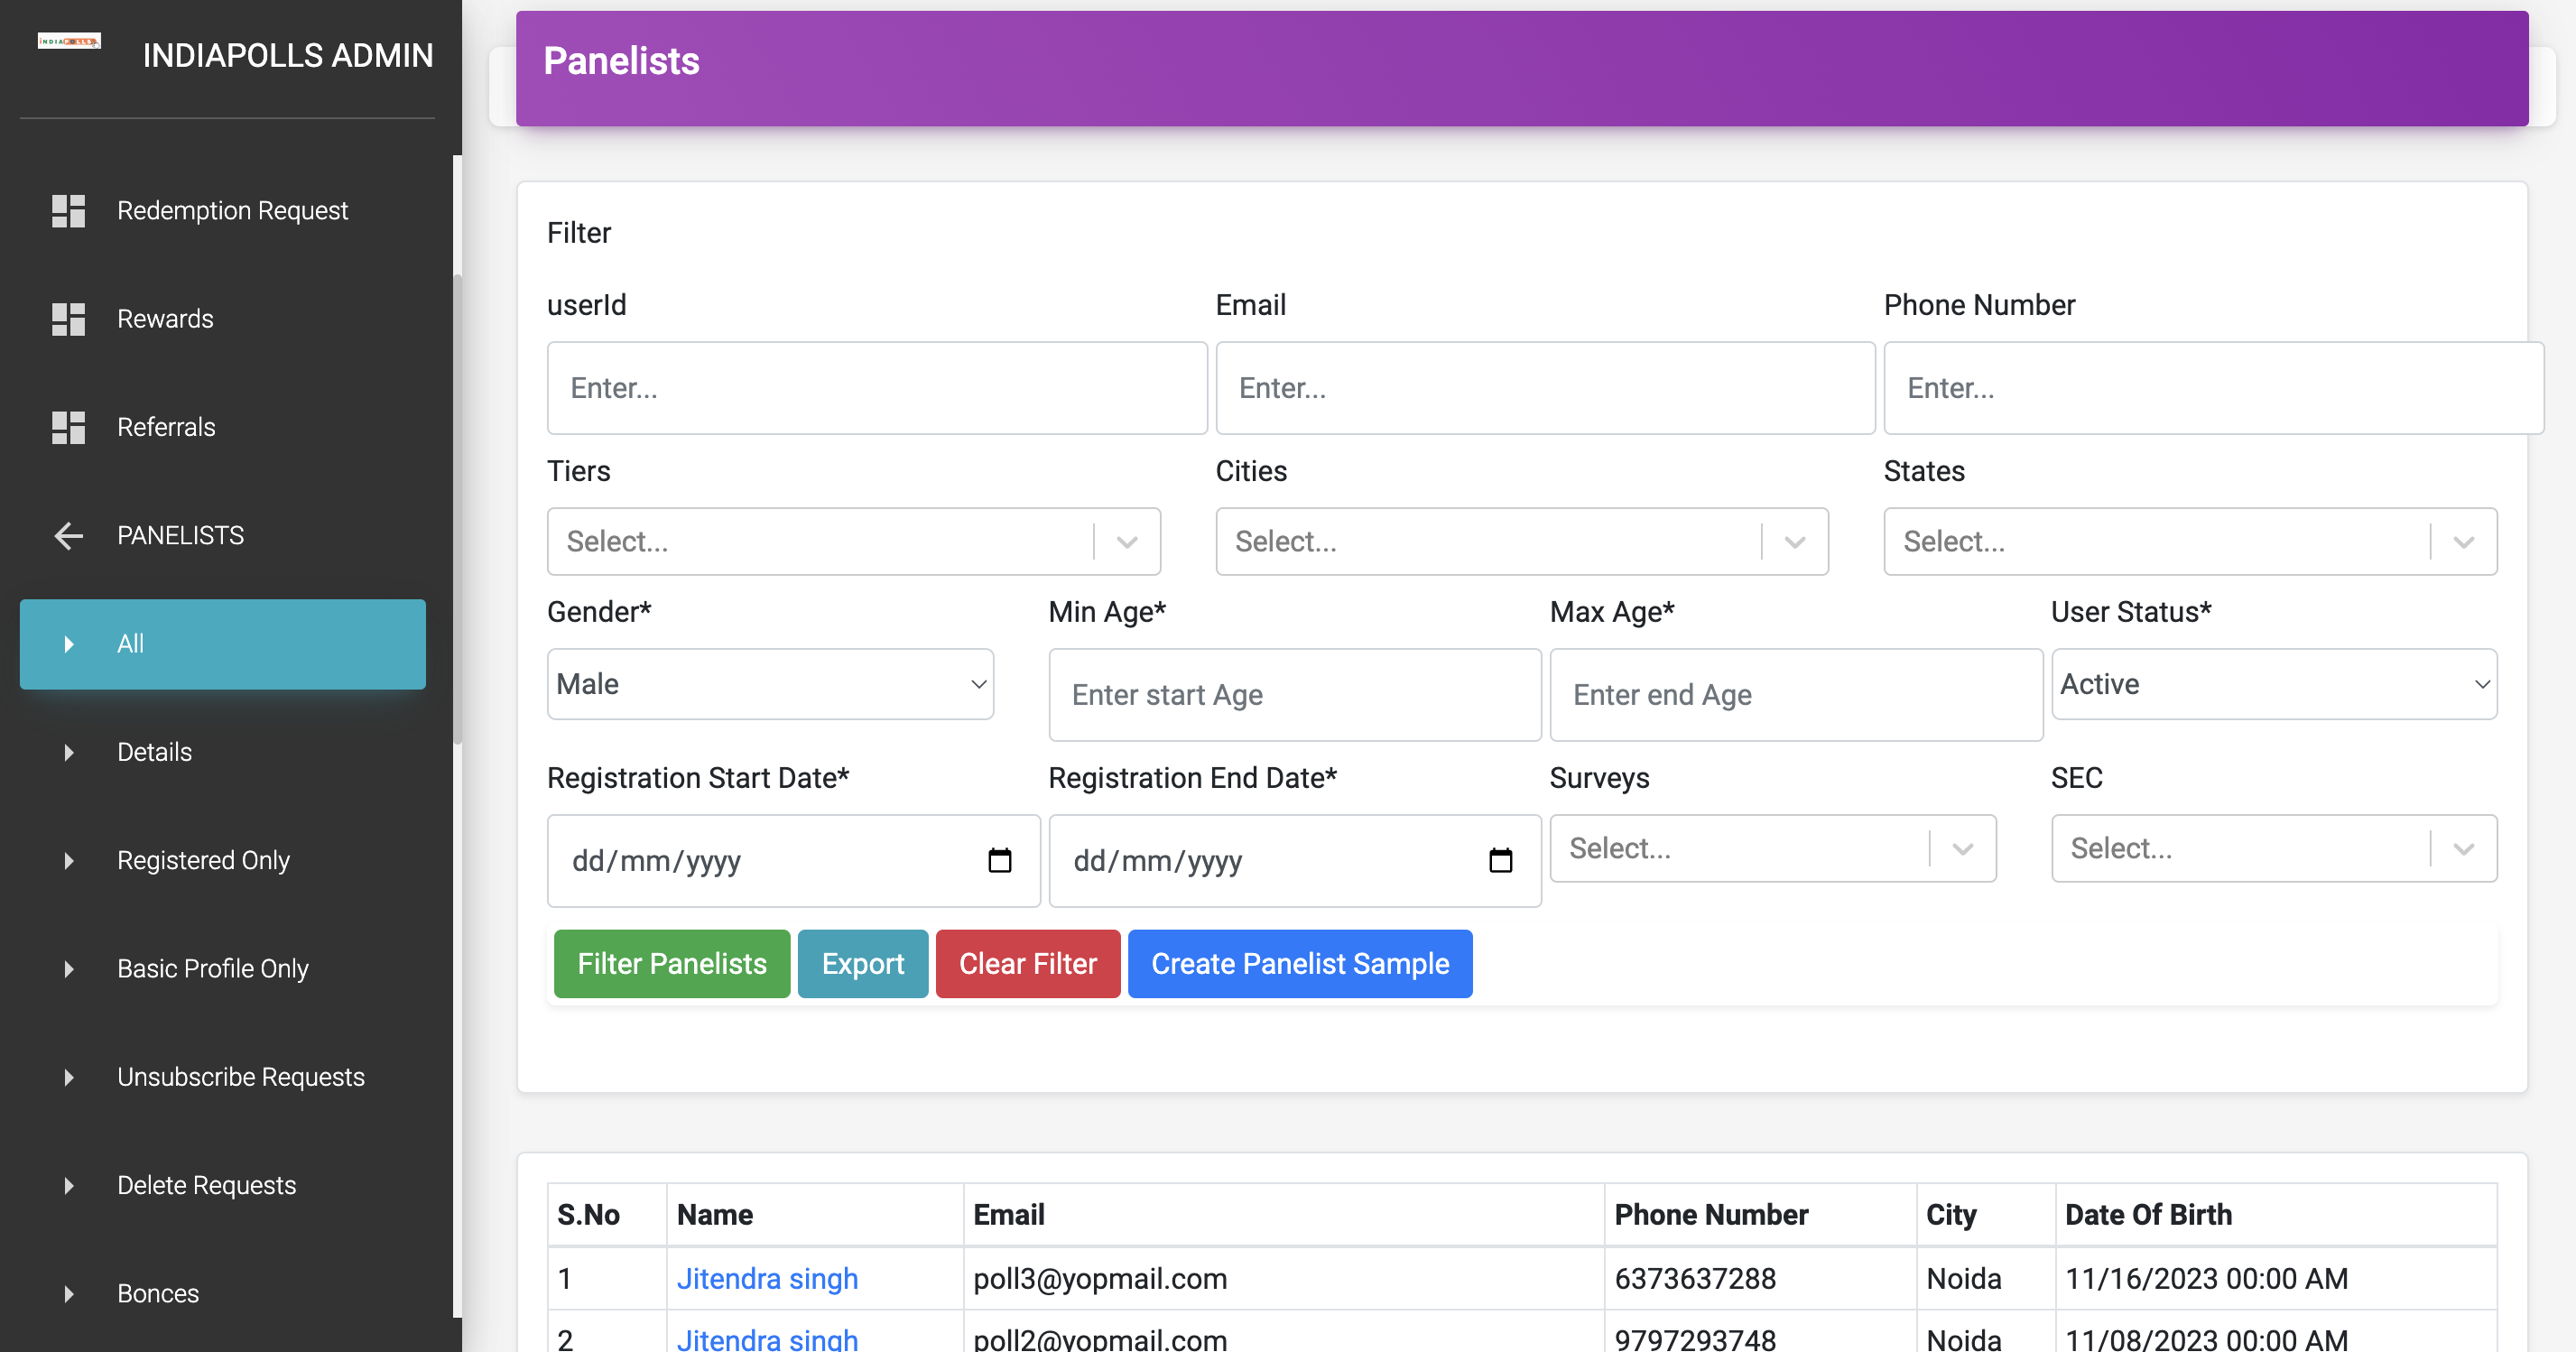 INDIAPOLLS
INDIAPOLLS ADMIN
Redemption Request
Rewards
Referrals
PANELISTS
All
Details
Registered Only
Basic Profile Only
Unsubscribe Requests
Delete Requests
Bonces
Panelists
Filter
userId Email Phone Number
Enter... Enter... Enter...
Tiers Cities States
Select... Select... Select...
Gender* Min Age* Max Age* User Status*
Male Enter start Age Enter end Age Active
Registration Start Date* Registration End Date* Surveys SEC
dd/mm/yyyy dd/mm/yyyy Select... Select...
Filter Panelists Export Clear Filter Create Panelist Sample
S.No Name Email Phone Number City Date Of Birth
1 Jitendra singh poll3@yopmail.com 6373637288 Noida 11/16/2023 00:00 AM
2 Jitendra singh poll2@yopmail.com 9797293748 Noida 11/08/2023 00:00 AM